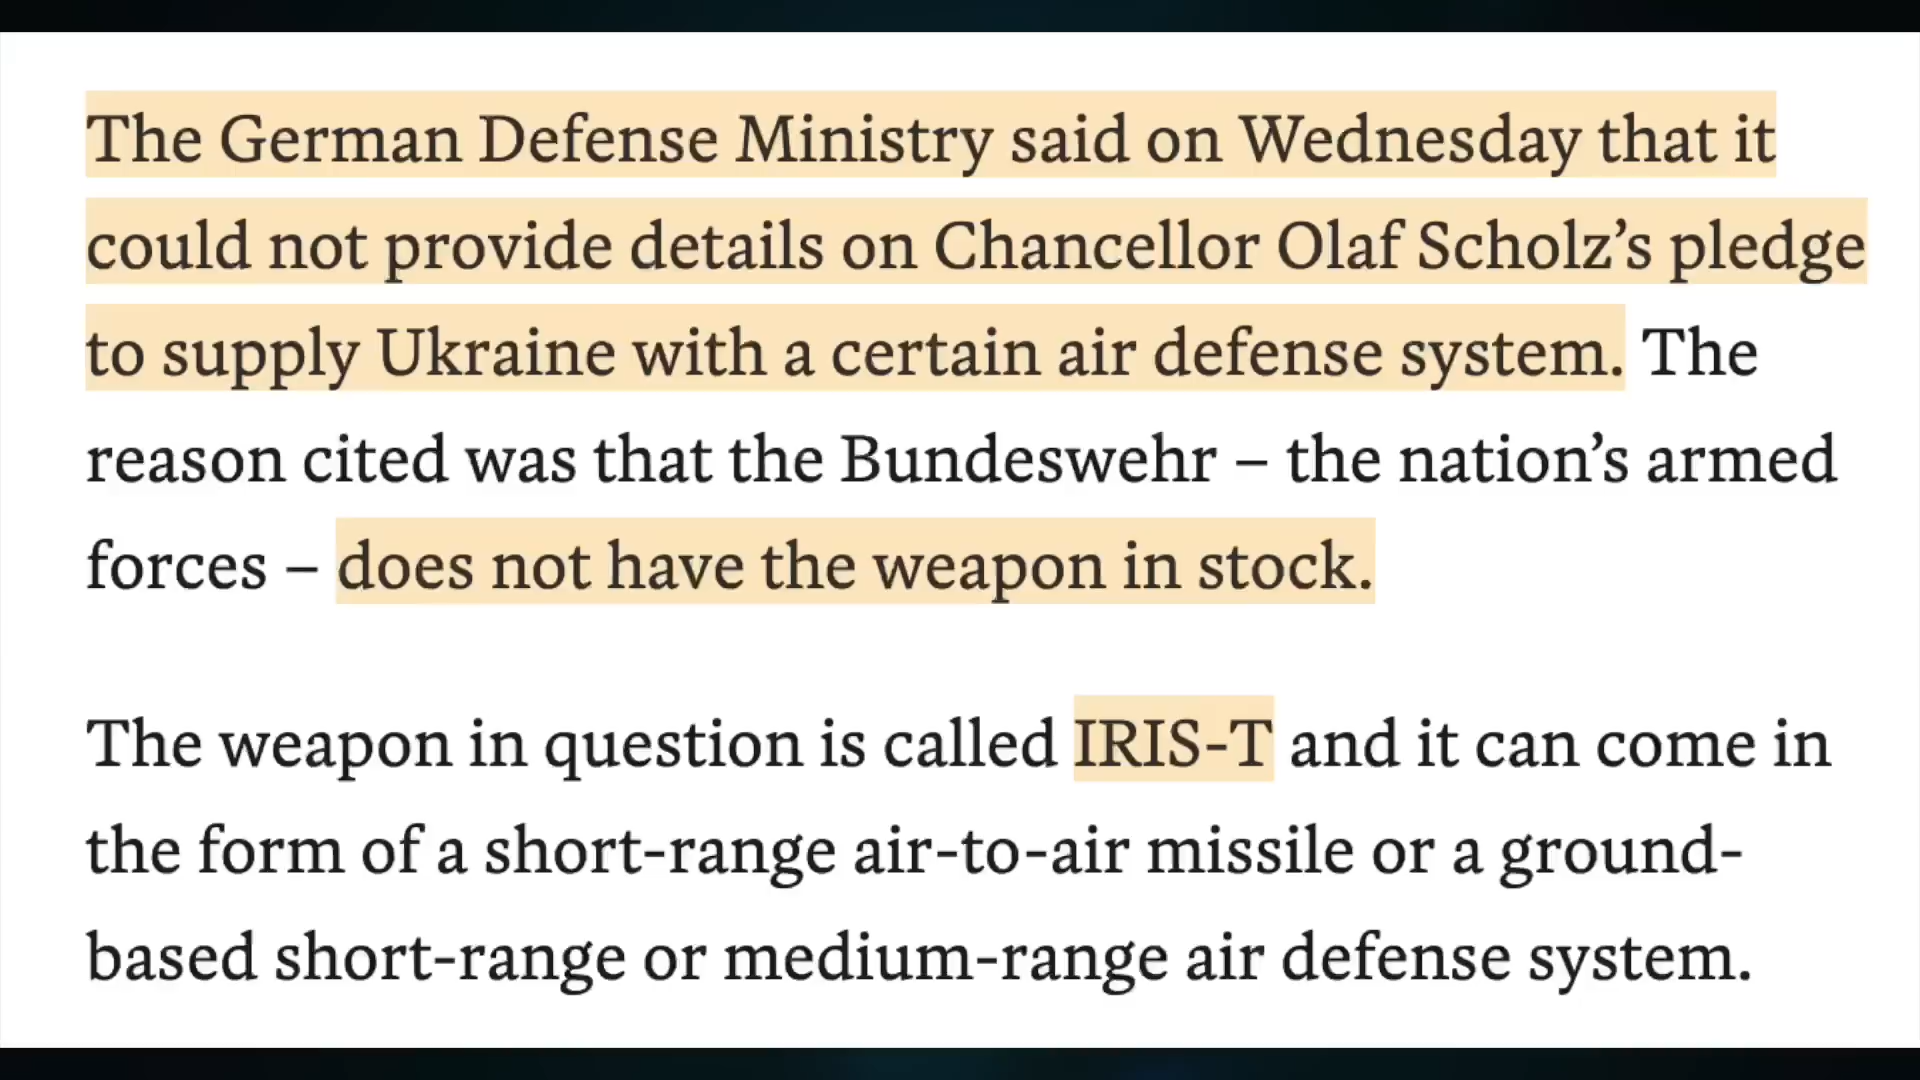 The German Defense Ministry said on Wednesday that it
could not provide details on Chancellor Olaf Scholz’s pledge
to supply Ukraine with a certain air defense system. The
reason cited was that the Bundeswehr – the nation’s armed
forces – does not have the weapon in stock.
The weapon in question is called IRIS-T and it can come in
the form of a short-range air-to-air missile or a ground-
based short-range or medium-range air defense system.